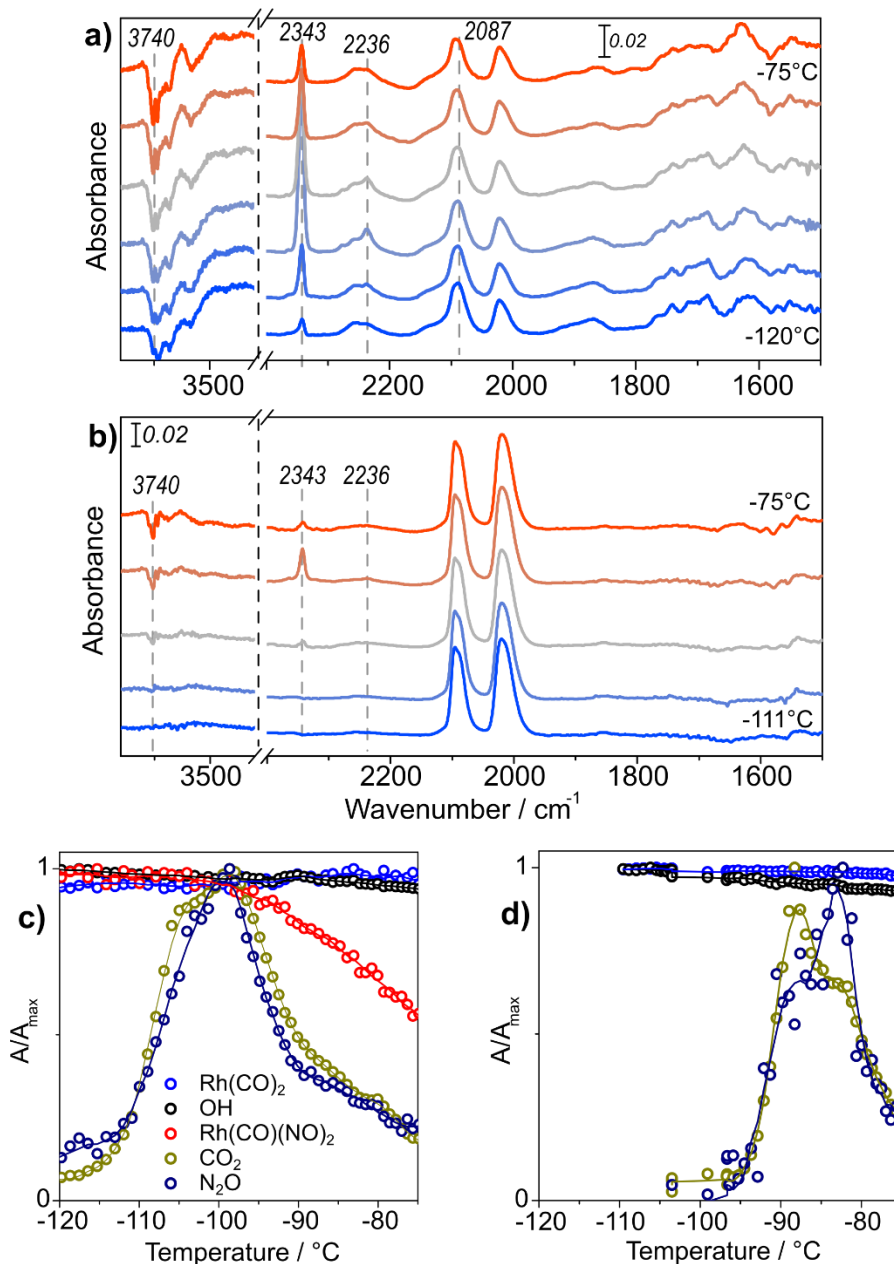 a)
3740 2343 2236 2087 0.02
-75°C
Absorbance
-120°C
3500 2200 2000 1800 1600
b) 0.02
3740 2343 2236
-75°C
Absorbance
-111°C
3500 2200 2000 1800 1600
Wavenumber / cm⁻¹
c) d)
1 1
A/Amax A/Amax
Rh(CO)₂
OH
Rh(CO)(NO)₂
CO₂
N₂O
0 0
-120 -110 -100 -90 -80 -120 -110 -100 -90 -80
Temperature / °C Temperature / °C